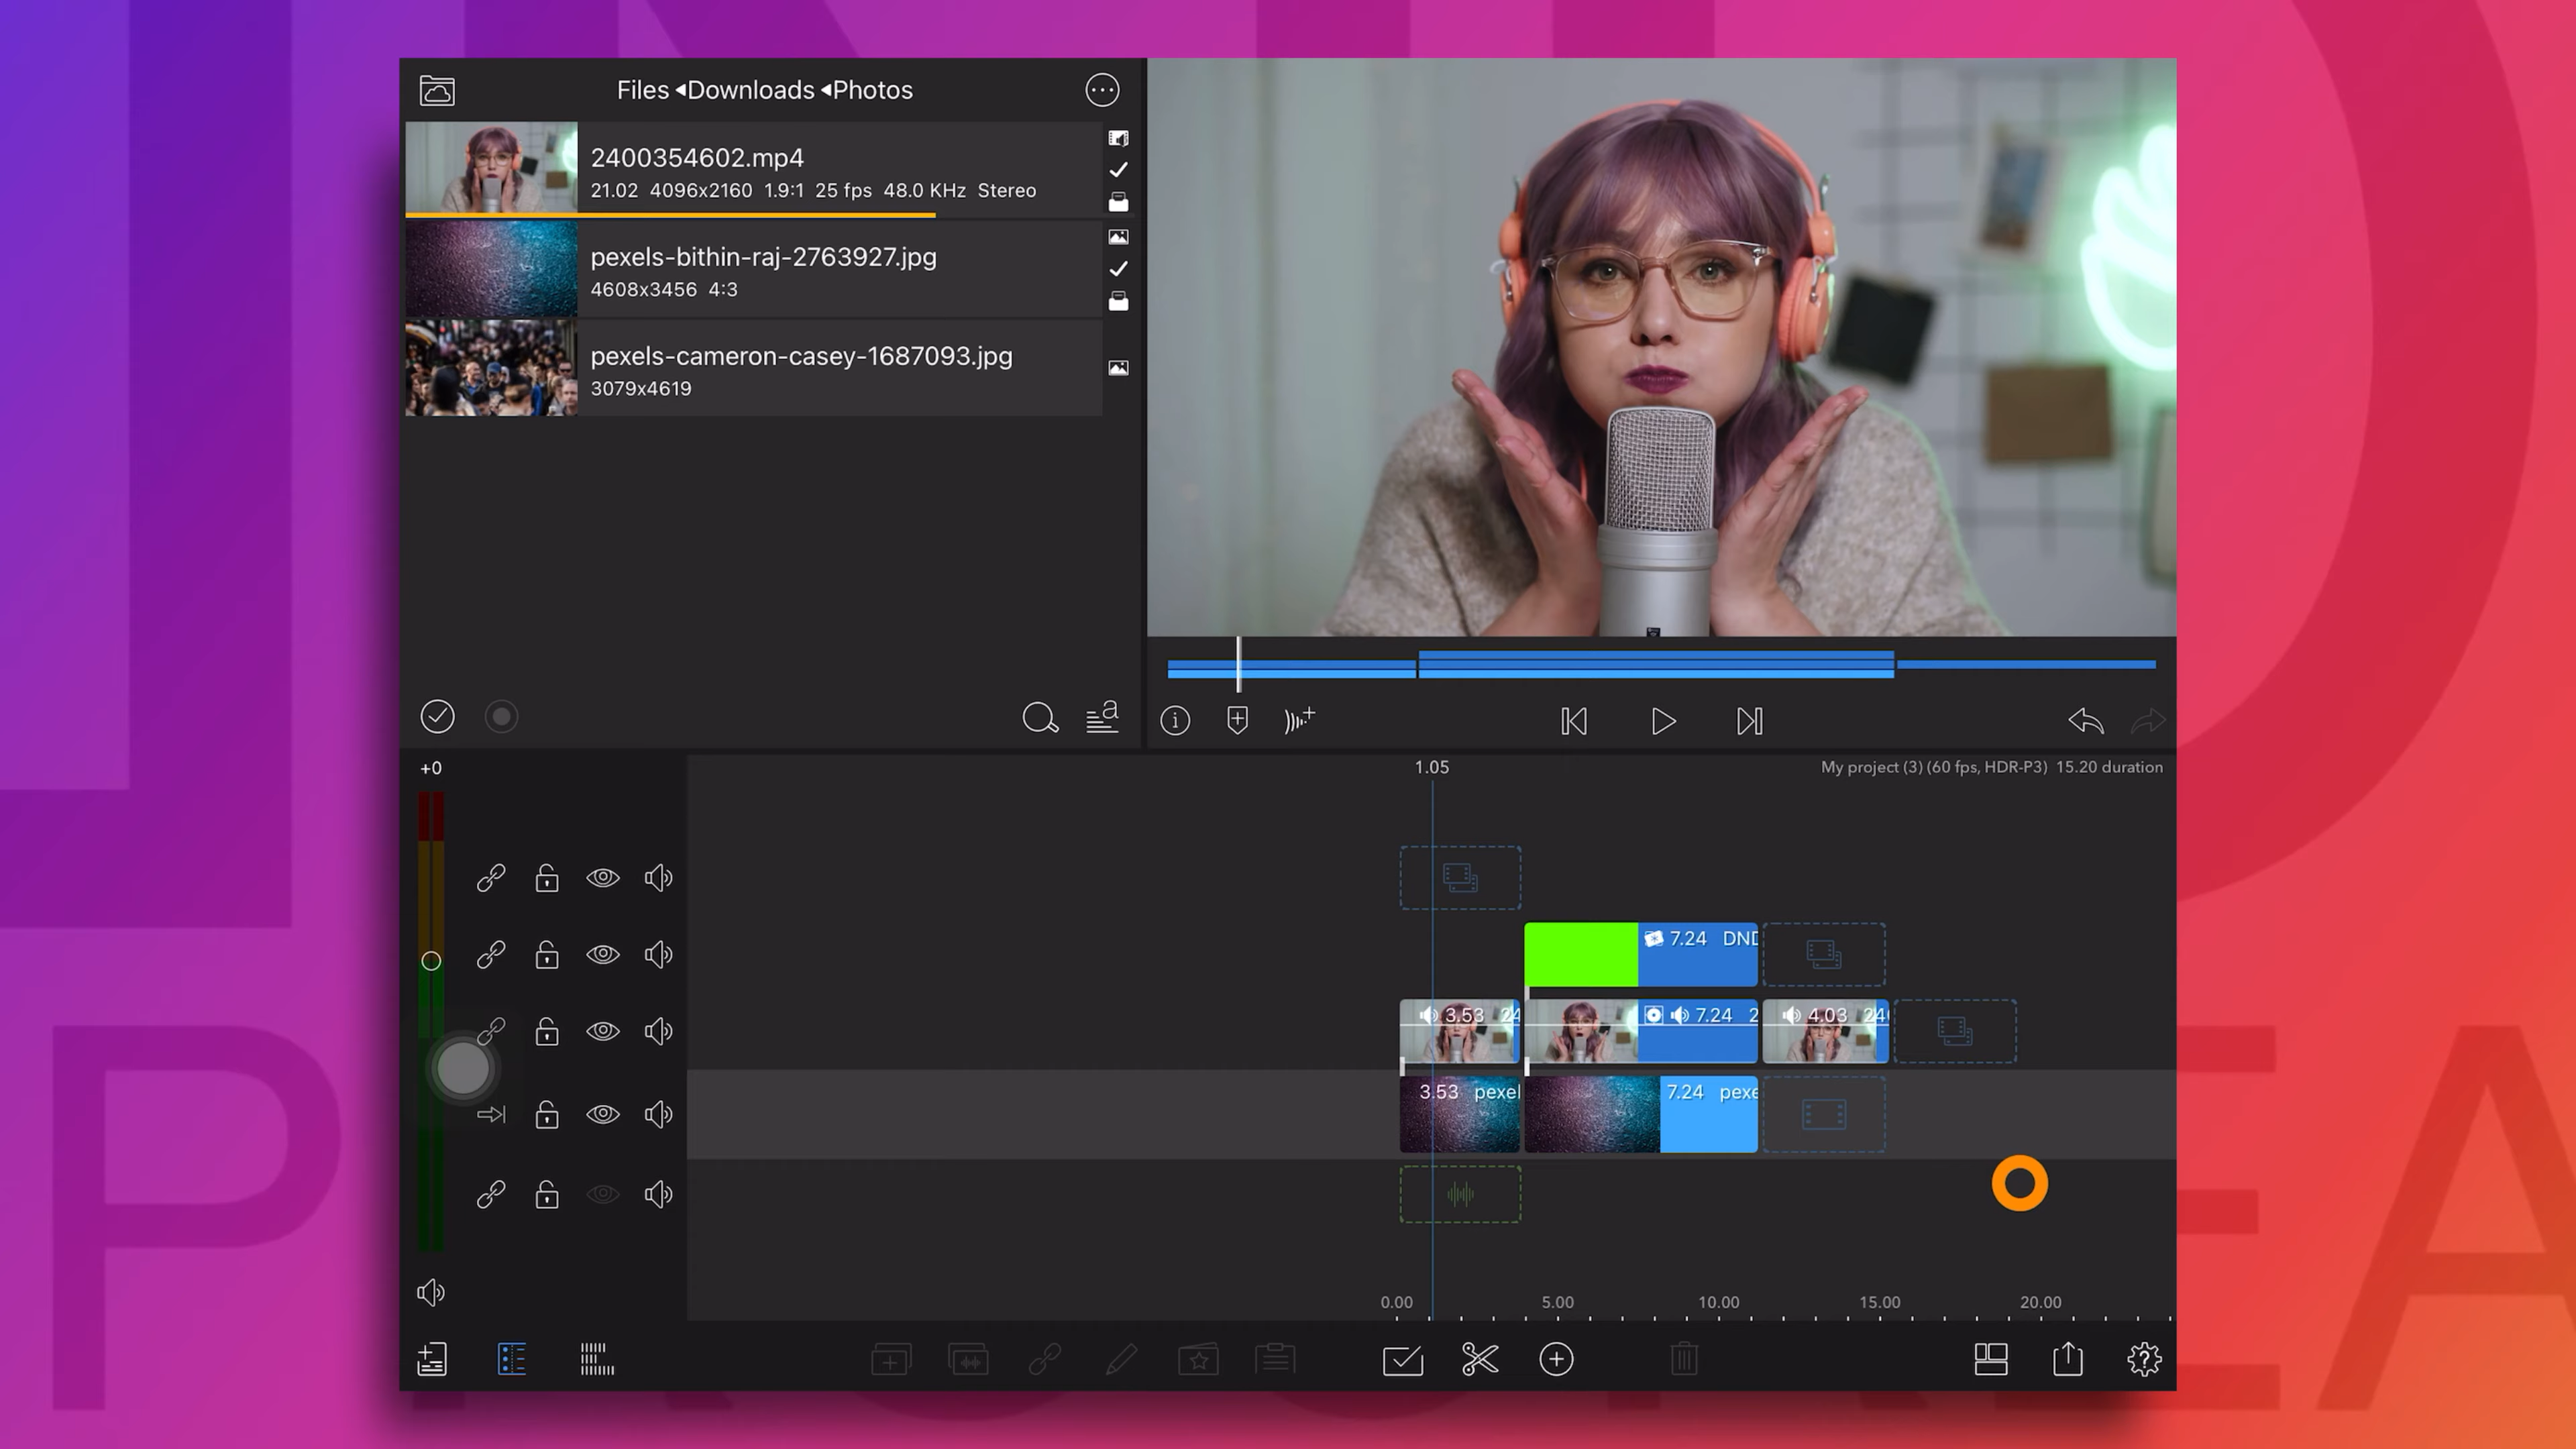 Files ◂Downloads ◂Photos
2400354602.mp4
21.02 4096x2160 1.9:1 25 fps 48.0 KHz Stereo
pexels-bithin-raj-2763927.jpg
4608x3456 4:3
pexels-cameron-casey-1687093.jpg
3079x4619
+0
1.05
My project (3) (60 fps, HDR-P3) 15.20 duration
7.24 DND
3.53 24
7.24 2
4.03 24
3.53 pexel
7.24 pexe
0.00 5.00 10.00 15.00 20.00